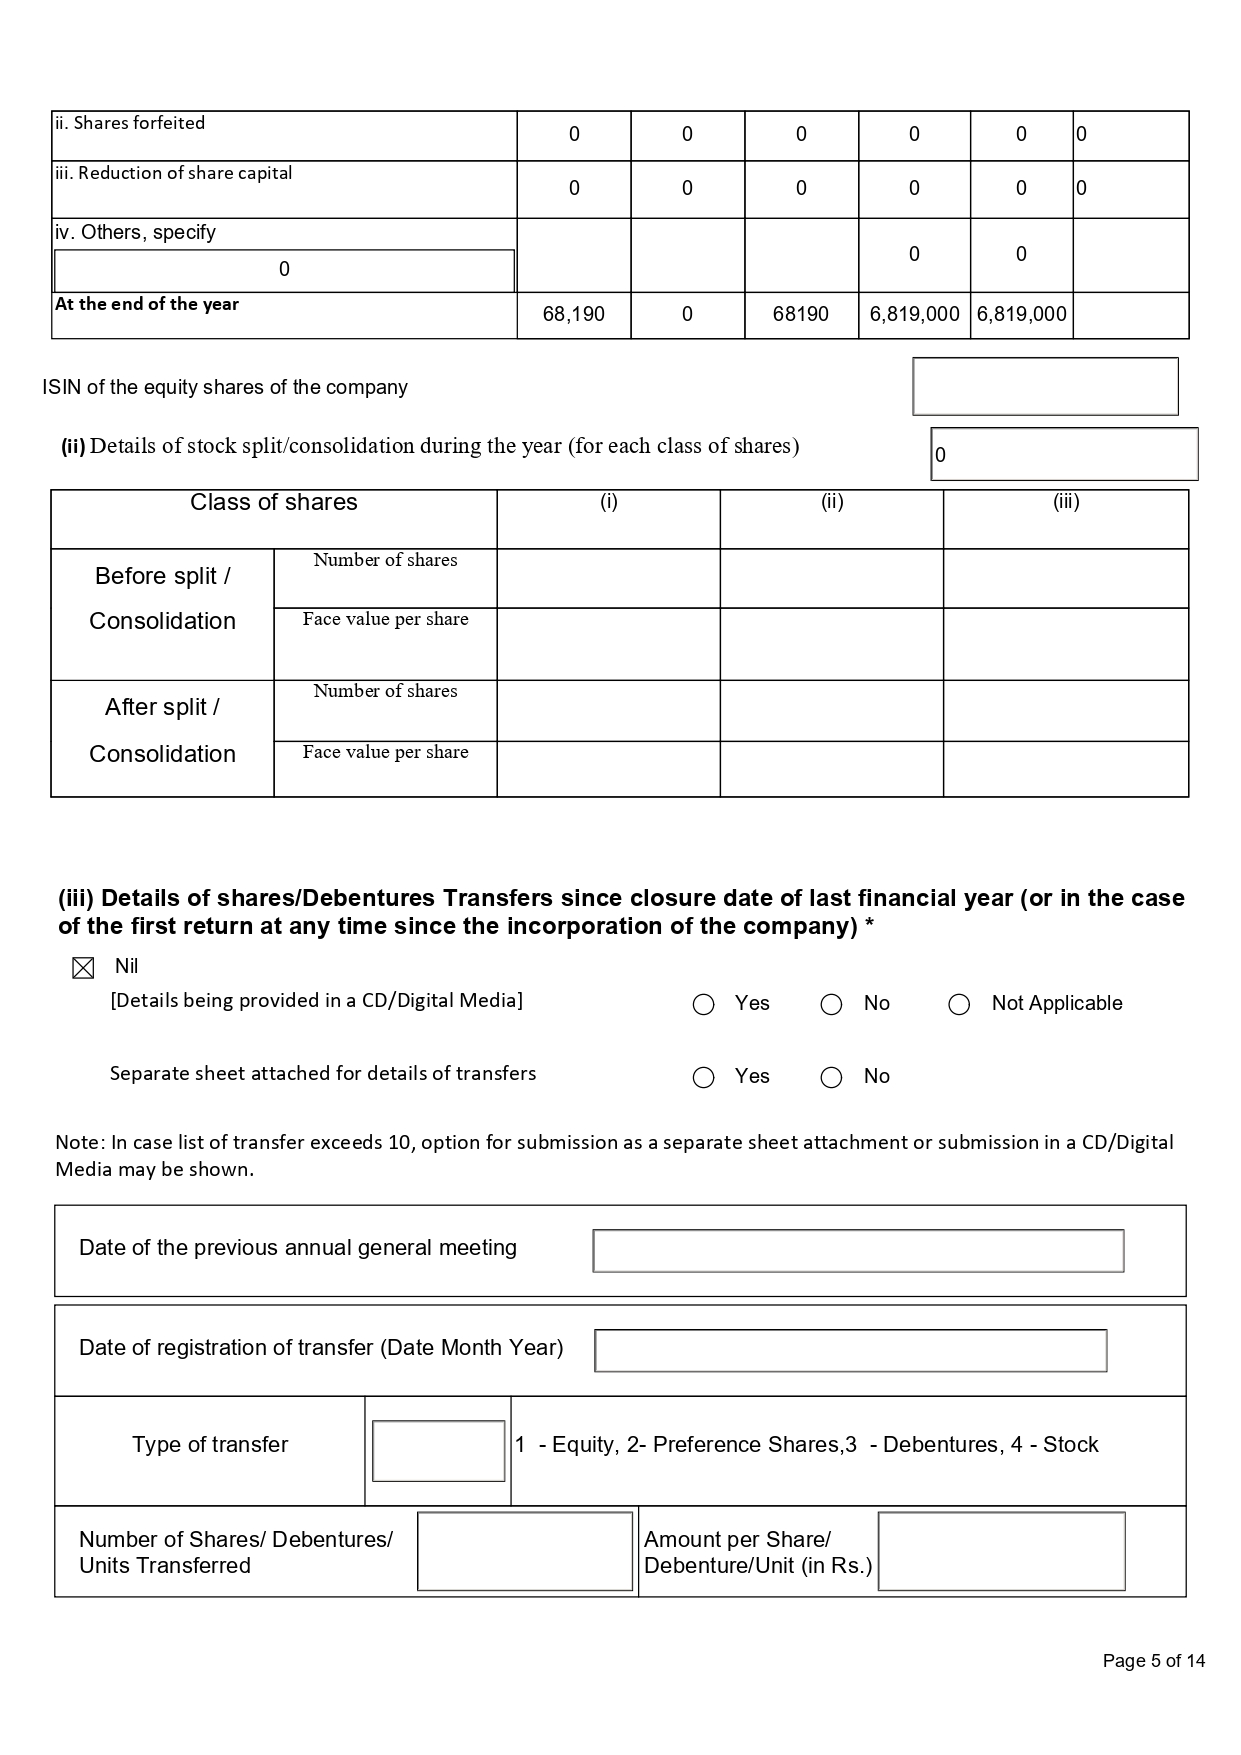 ii. Shares forfeited 0 0 0 0 0 0
iii. Reduction of share capital 0 0 0 0 0 0
iv. Others, specify
0 0 0
At the end of the year 68,190 0 68190 6,819,000 6,819,000
ISIN of the equity shares of the company
(ii) Details of stock split/consolidation during the year (for each class of shares) 0
Class of shares (i) (ii) (iii)
Before split /
Consolidation
Number of shares
Face value per share
After split /
Consolidation
Number of shares
Face value per share
(iii) Details of shares/Debentures Transfers since closure date of last financial year (or in the case
of the first return at any time since the incorporation of the company) *
Nil
[Details being provided in a CD/Digital Media] Yes No Not Applicable
Separate sheet attached for details of transfers Yes No
Note: In case list of transfer exceeds 10, option for submission as a separate sheet attachment or submission in a CD/Digital
Media may be shown.
Date of the previous annual general meeting
Date of registration of transfer (Date Month Year)
Type of transfer 1 - Equity, 2- Preference Shares,3 - Debentures, 4 - Stock
Number of Shares/ Debentures/
Units Transferred
Amount per Share/
Debenture/Unit (in Rs.)
Page 5 of 14